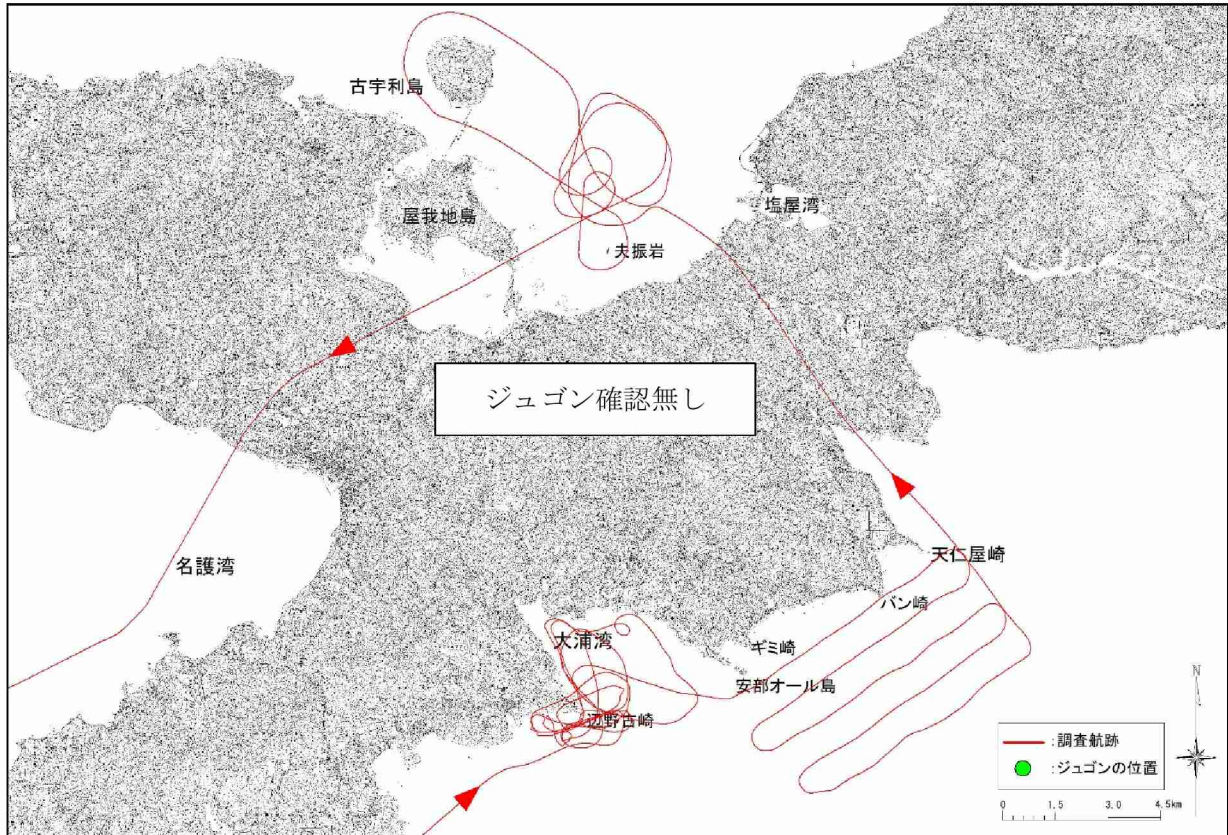 古宇利島
屋我地島
塩屋湾
夫振岩
ジュゴン確認無し
名護湾
天仁屋崎
バン崎
大浦湾
ギミ崎
安部オール島
辺野古崎
N
:調査航跡
:ジュゴンの位置
0 1.5 3.0 4.5km